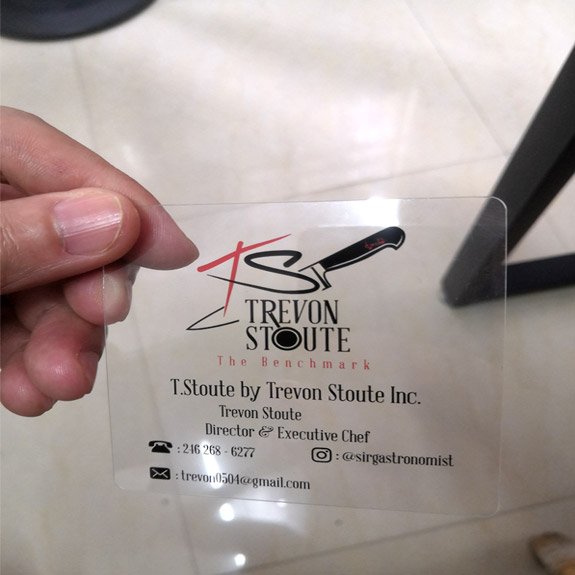 TS
TREVON
STOUTE
The Benchmark
T.Stoute by Trevon Stoute Inc.
Trevon Stoute
Director & Executive Chef
: 246 268 - 6277
: @sirgastronomist
: trevon0504@gmail.com